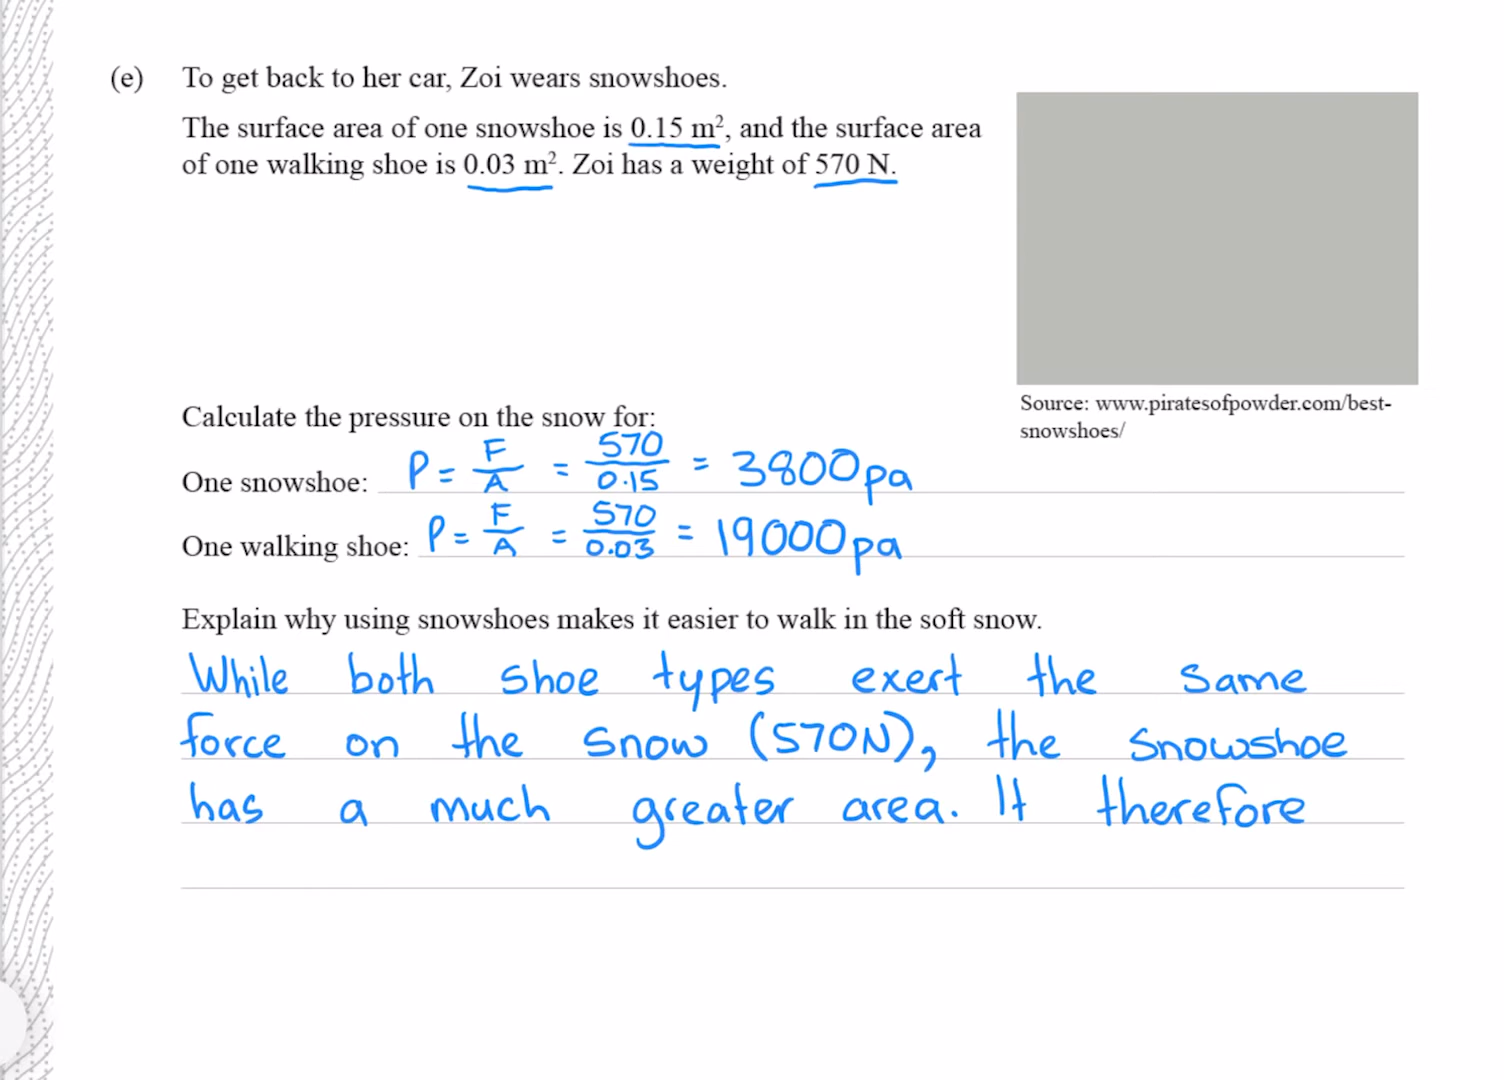 (e) To get back to her car, Zoi wears snowshoes.
The surface area of one snowshoe is 0.15 m², and the surface area
of one walking shoe is 0.03 m². Zoi has a weight of 570 N.
Source: www.piratesofpowder.com/best-
snowshoes/
Calculate the pressure on the snow for:
One snowshoe: P = F/A = 570/0.15 = 3800pa
One walking shoe: P = F/A = 570/0.03 = 19000pa
Explain why using snowshoes makes it easier to walk in the soft snow.
While both shoe types exert the same
force on the snow (570N), the snowshoe
has a much greater area. It therefore